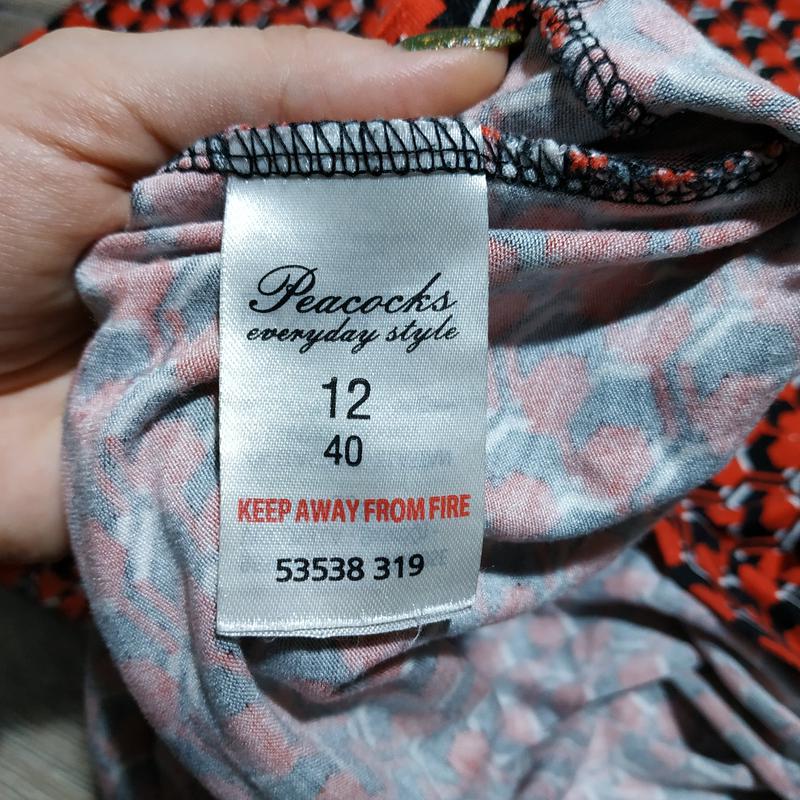 Peacocks
everyday style
12
40
KEEP AWAY FROM FIRE
53538 319